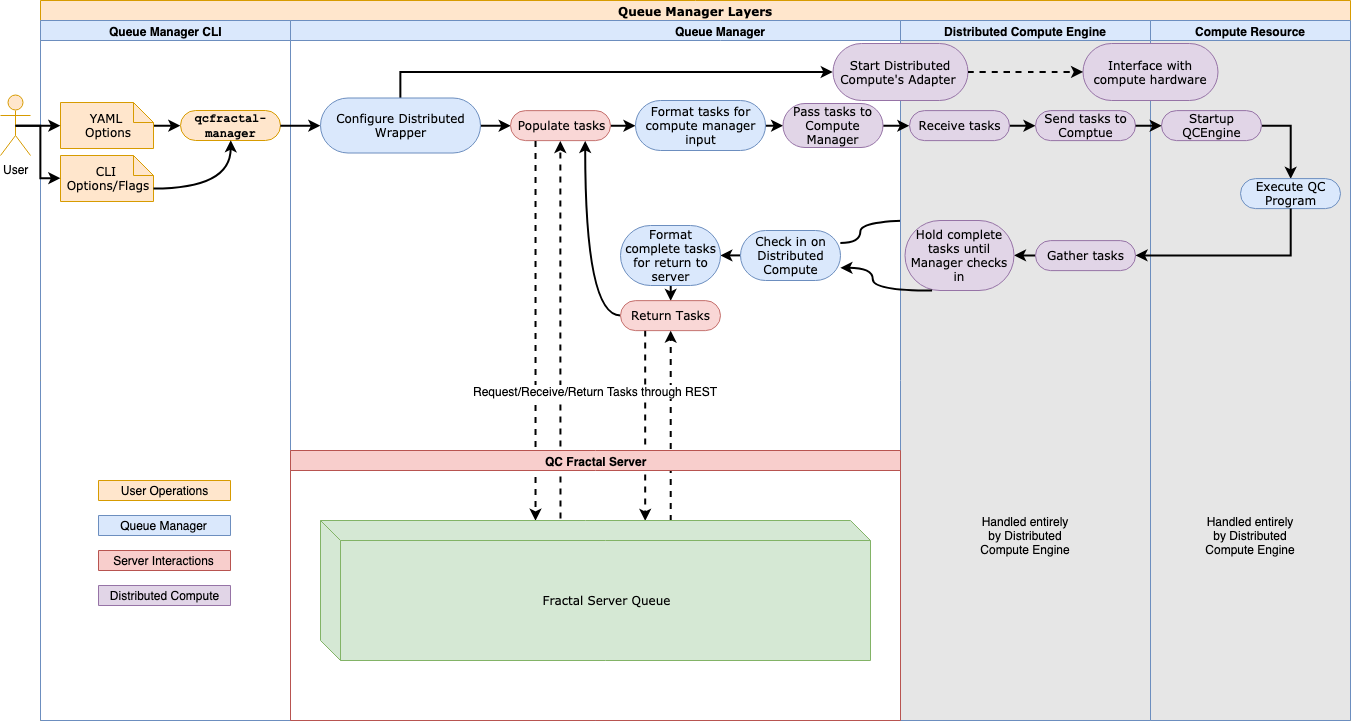 Queue Manager Layers
Queue Manager CLI
Queue Manager
Distributed Compute Engine
Compute Resource
User
YAML
Options
CLI
Options/Flags
qcfractal-
manager
Configure Distributed
Wrapper
Start Distributed
Compute's Adapter
Interface with
compute hardware
Populate tasks
Format tasks for
compute manager
input
Pass tasks to
Compute
Manager
Receive tasks
Send tasks to
Comptue
Startup
QCEngine
Execute QC
Program
Gather tasks
Hold complete
tasks until
Manager checks
in
Check in on
Distributed
Compute
Format
complete tasks
for return to
server
Return Tasks
Request/Receive/Return Tasks through REST
QC Fractal Server
Fractal Server Queue
User Operations
Queue Manager
Server Interactions
Distributed Compute
Handled entirely
by Distributed
Compute Engine
Handled entirely
by Distributed
Compute Engine